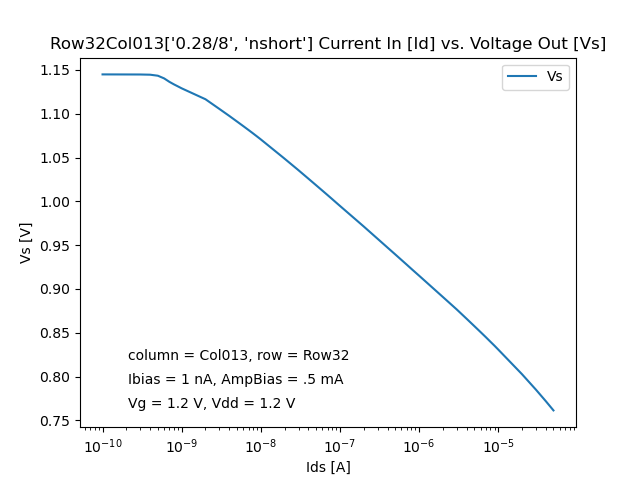 Row32Col013['0.28/8', 'nshort'] Current In [Id] vs. Voltage Out [Vs]
Vs
1.15
1.10
1.05
1.00
0.95
0.90
0.85
0.80
0.75
Vs [V]
column = Col013, row = Row32
Ibias = 1 nA, AmpBias = .5 mA
Vg = 1.2 V, Vdd = 1.2 V
10⁻¹⁰ 10⁻⁹ 10⁻⁸ 10⁻⁷ 10⁻⁶ 10⁻⁵
Ids [A]